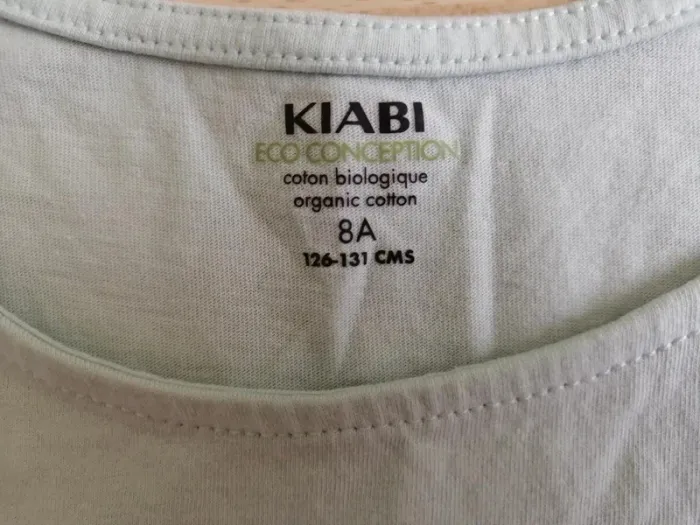 KIABI
ECO CONCEPTION
coton biologique
organic cotton
8A
126-131 CMS